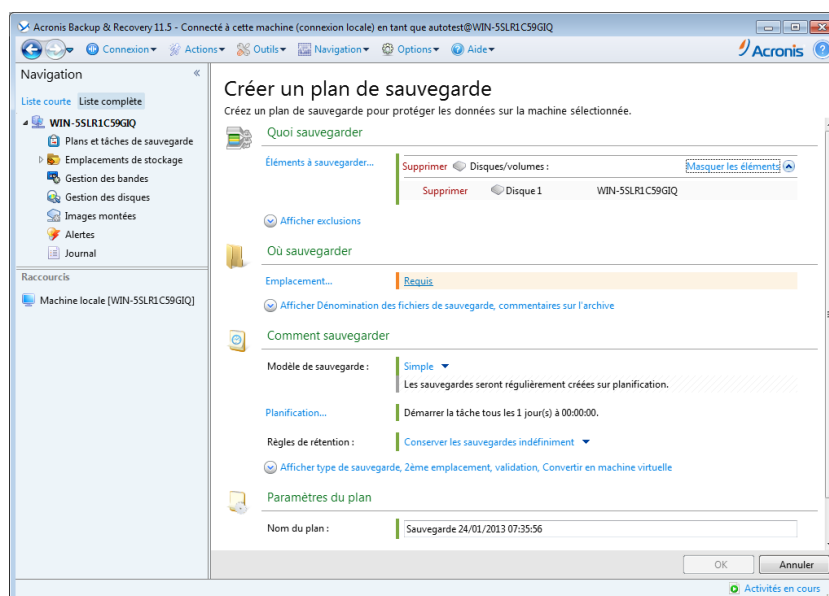 Acronis Backup & Recovery 11.5 - Connecté à cette machine (connexion locale) en tant que autotest@WIN-5SLR1C59GIQ
Connexion Actions Outils Navigation Options Aide Acronis
Navigation
Liste courte Liste complète
WIN-5SLR1C59GIQ
Plans et tâches de sauvegarde
Emplacements de stockage
Gestion des bandes
Gestion des disques
Images montées
Alertes
Journal
Raccourcis
Machine locale [WIN-5SLR1C59GIQ]
Créer un plan de sauvegarde
Créez un plan de sauvegarde pour protéger les données sur la machine sélectionnée.
Quoi sauvegarder
Éléments à sauvegarder... Supprimer Disques/volumes : Masquer les éléments
Supprimer Disque 1 WIN-5SLR1C59GIQ
Afficher exclusions
Où sauvegarder
Emplacement... Requis
Afficher Dénomination des fichiers de sauvegarde, commentaires sur l'archive
Comment sauvegarder
Modèle de sauvegarde : Simple
Les sauvegardes seront régulièrement créées sur planification.
Planification... Démarrer la tâche tous les 1 jour(s) à 00:00:00.
Règles de rétention : Conserver les sauvegardes indéfiniment
Afficher type de sauvegarde, 2ème emplacement, validation, Convertir en machine virtuelle
Paramètres du plan
Nom du plan : Sauvegarde 24/01/2013 07:35:56
OK Annuler
Activités en cours